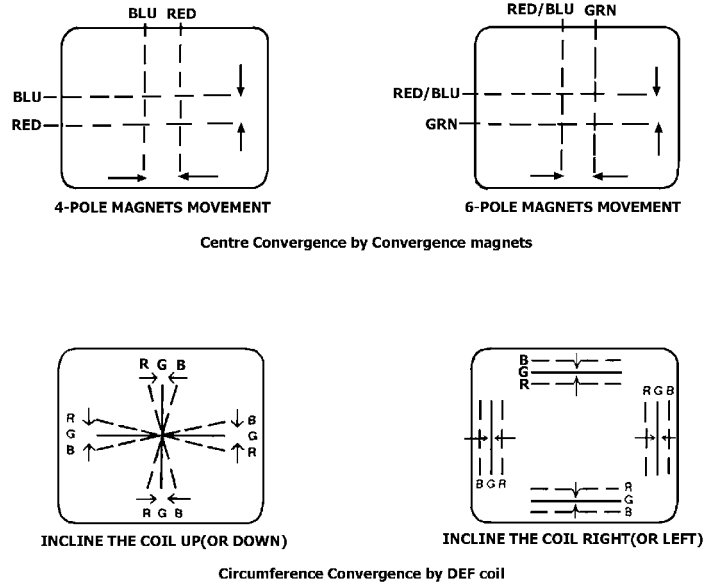 BLU RED
BLU
RED
4-POLE MAGNETS MOVEMENT
RED/BLU GRN
RED/BLU
GRN
6-POLE MAGNETS MOVEMENT
Centre Convergence by Convergence magnets
R G B
R
G
B
B
G
R
R G B
INCLINE THE COIL UP(OR DOWN)
B
G
R
R G B
B G R
R
G
B
INCLINE THE COIL RIGHT(OR LEFT)
Circumference Convergence by DEF coil